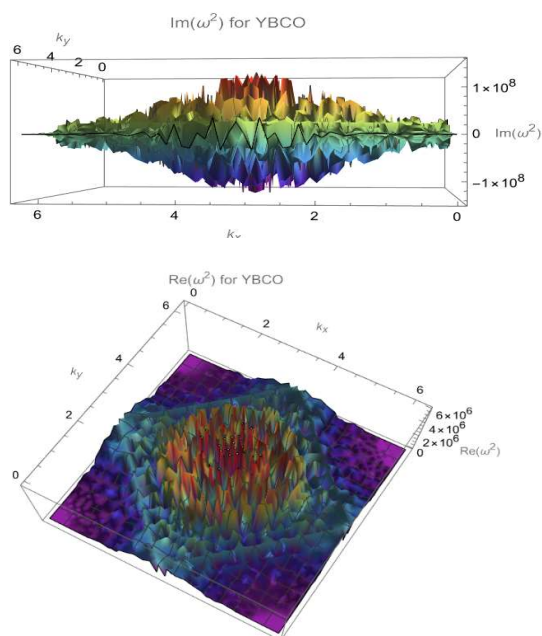 Im(ω²) for YBCO
k_y
6 4 2 0
1×10⁸
0 Im(ω²)
-1×10⁸
6 4 2 0
Re(ω²) for YBCO
0
6 2
k_x
4
k_y 4
2 6
6×10⁶
4×10⁶
2×10⁶
0 Re(ω²)
0